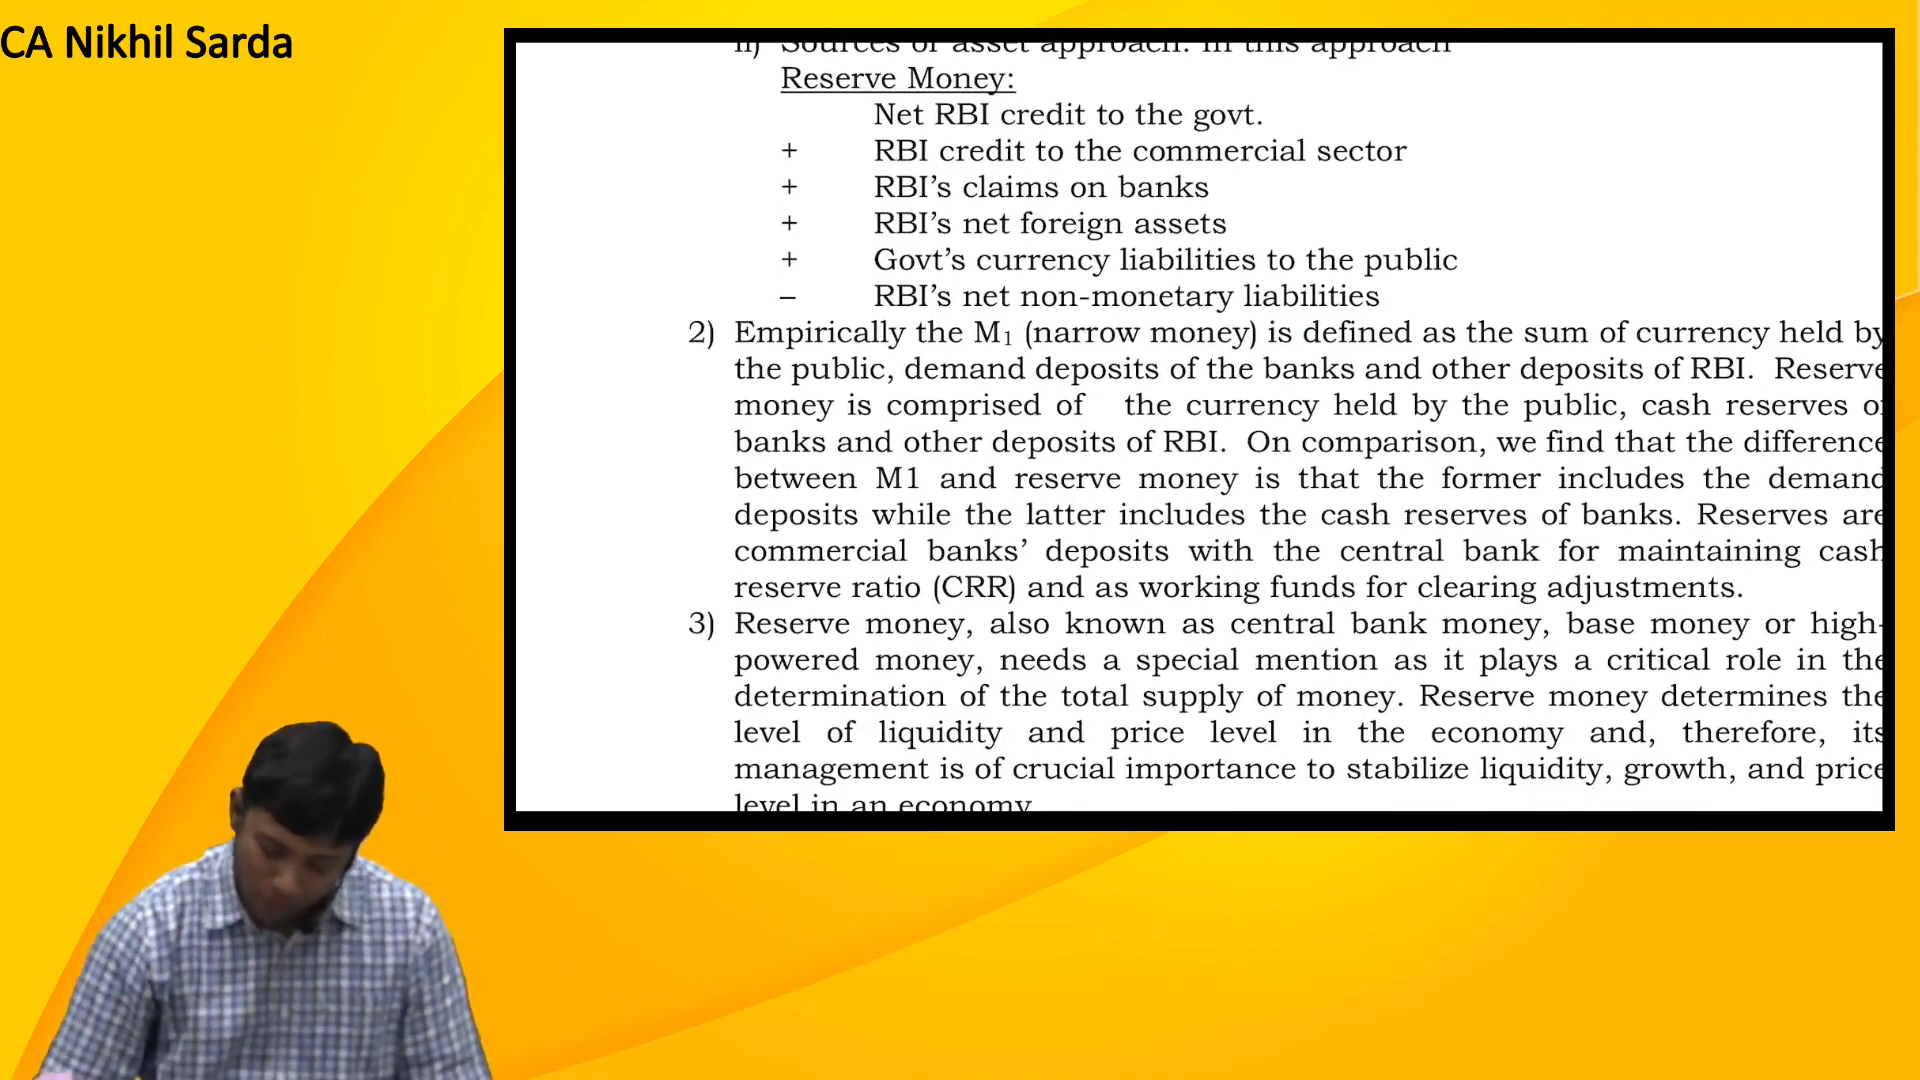 CA Nikhil Sarda
ii) Sources or asset approach: In this approach
Reserve Money:
Net RBI credit to the govt.
+ RBI credit to the commercial sector
+ RBI’s claims on banks
+ RBI’s net foreign assets
+ Govt’s currency liabilities to the public
– RBI’s net non-monetary liabilities
2) Empirically the M₁ (narrow money) is defined as the sum of currency held by
the public, demand deposits of the banks and other deposits of RBI. Reserve
money is comprised of the currency held by the public, cash reserves of
banks and other deposits of RBI. On comparison, we find that the difference
between M1 and reserve money is that the former includes the demand
deposits while the latter includes the cash reserves of banks. Reserves are
commercial banks’ deposits with the central bank for maintaining cash
reserve ratio (CRR) and as working funds for clearing adjustments.
3) Reserve money, also known as central bank money, base money or high-
powered money, needs a special mention as it plays a critical role in the
determination of the total supply of money. Reserve money determines the
level of liquidity and price level in the economy and, therefore, its
management is of crucial importance to stabilize liquidity, growth, and price
level in an economy